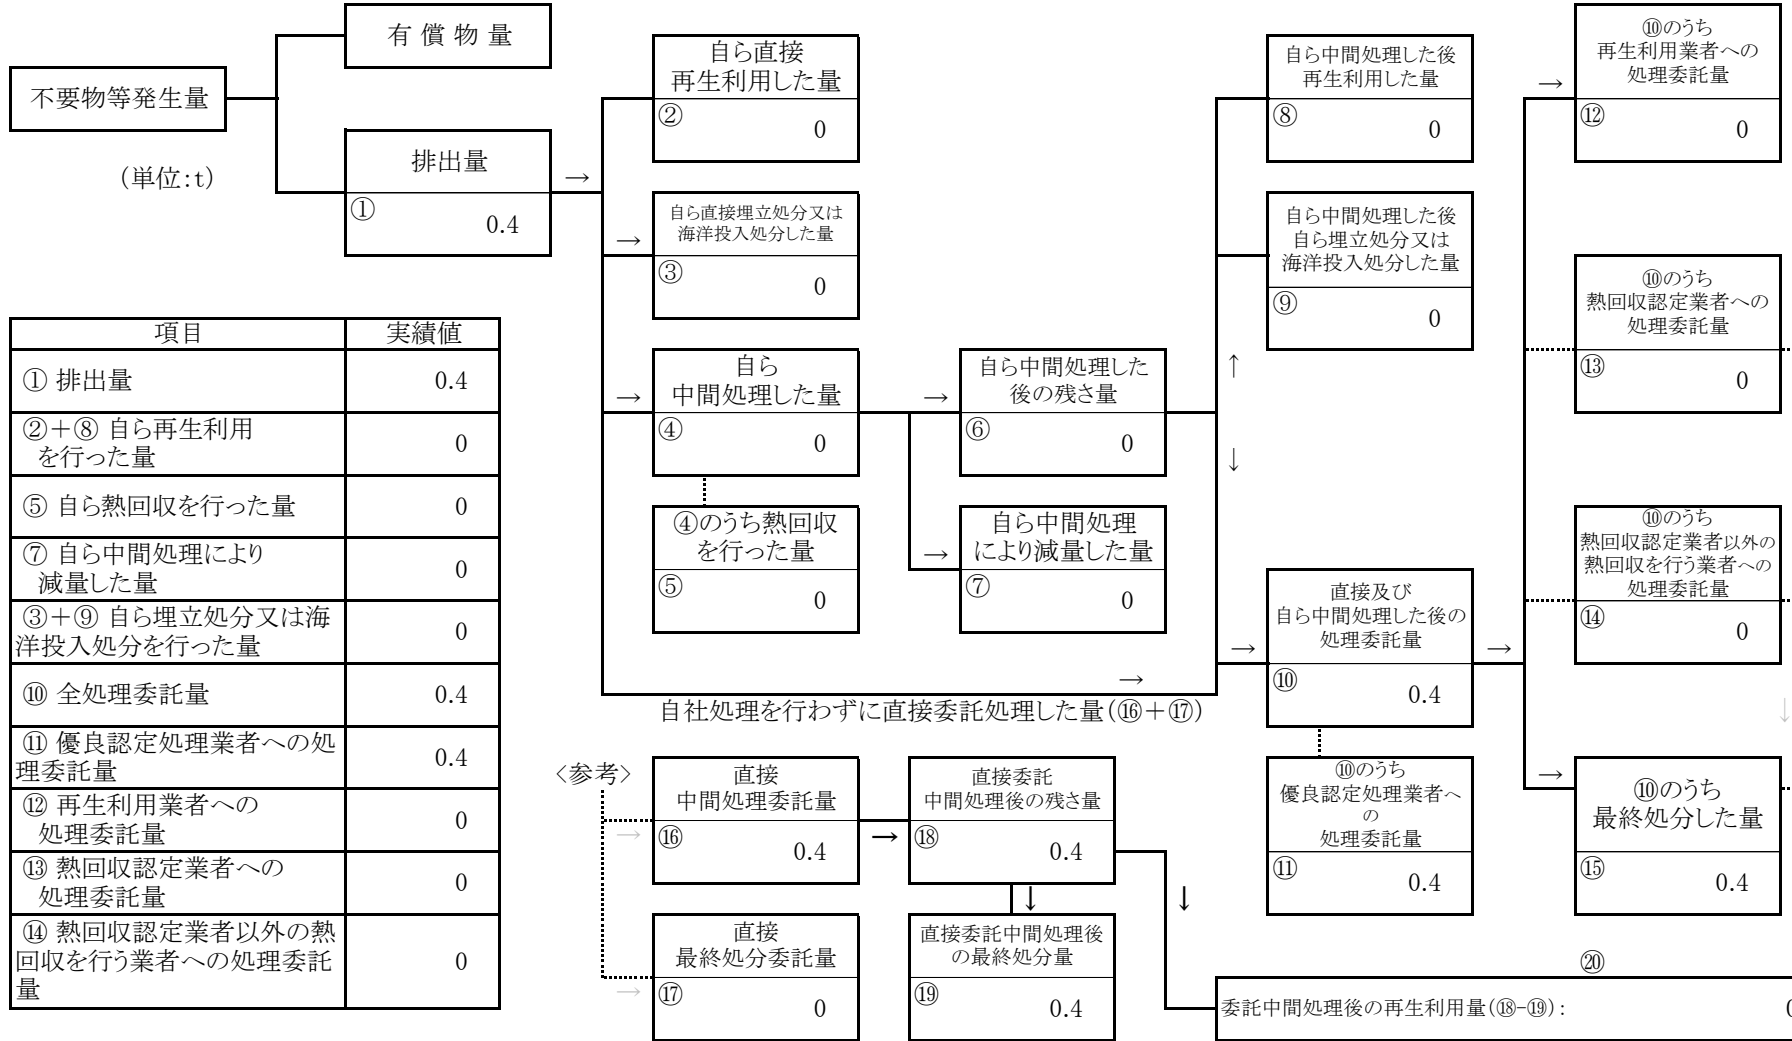 有償物量
不要物等発生量
(単位:t)
排出量
①
0.4
→
自ら直接
再生利用した量
②
0
→
自ら直接埋立処分又は
海洋投入処分した量
③
0
→
自ら
中間処理した量
④
0
④のうち熱回収
を行った量
⑤
0
→
自ら中間処理した
後の残さ量
⑥
0
→
自ら中間処理
により減量した量
⑦
0
自ら中間処理した後
再生利用した量
⑧
0
自ら中間処理した後
自ら埋立処分又は
海洋投入処分した量
⑨
0
↑
↓
→
直接及び
自ら中間処理した後の
処理委託量
⑩
0.4
→
⑩のうち
優良認定処理業者へ
の
処理委託量
⑪
0.4
→
⑩のうち
再生利用業者への
処理委託量
⑫
0
⑩のうち
熱回収認定業者への
処理委託量
⑬
0
⑩のうち
熱回収認定業者以外の
熱回収を行う業者への
処理委託量
⑭
0
↓
→
⑩のうち
最終処分した量
⑮
0.4
→
自社処理を行わずに直接委託処理した量(⑯+⑰)
〈参考〉
→
直接
中間処理委託量
⑯
0.4
→
直接委託
中間処理後の残さ量
⑱
0.4
↓
↓
→
直接
最終処分委託量
⑰
0
直接委託中間処理後
の最終処分量
⑲
0.4
⑳
委託中間処理後の再生利用量(⑱-⑲):
0
項目 実績値
① 排出量 0.4
②+⑧ 自ら再生利用
を行った量 0
⑤ 自ら熱回収を行った量 0
⑦ 自ら中間処理により
減量した量 0
③+⑨ 自ら埋立処分又は海
洋投入処分を行った量 0
⑩ 全処理委託量 0.4
⑪ 優良認定処理業者への処
理委託量 0.4
⑫ 再生利用業者への
処理委託量 0
⑬ 熱回収認定業者への
処理委託量 0
⑭ 熱回収認定業者以外の熱
回収を行う業者への処理委託
量 0